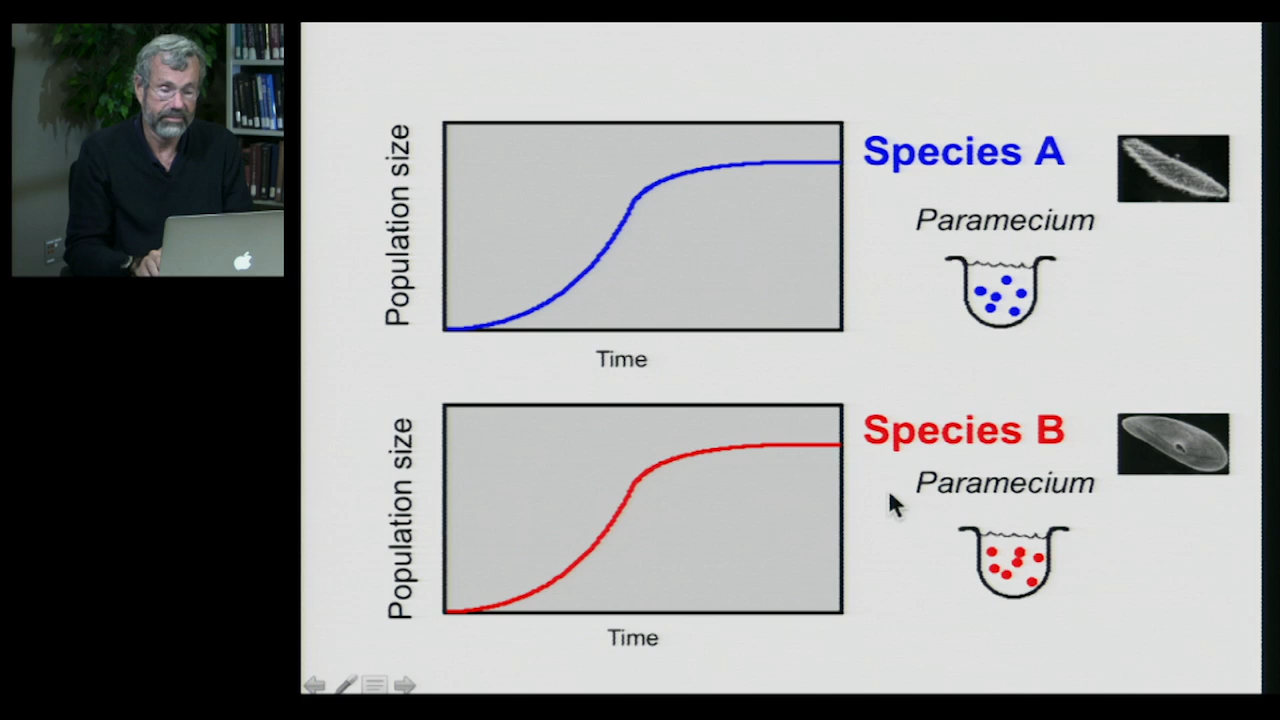 Population size
Species A
Paramecium
Time
Population size
Species B
Paramecium
Time